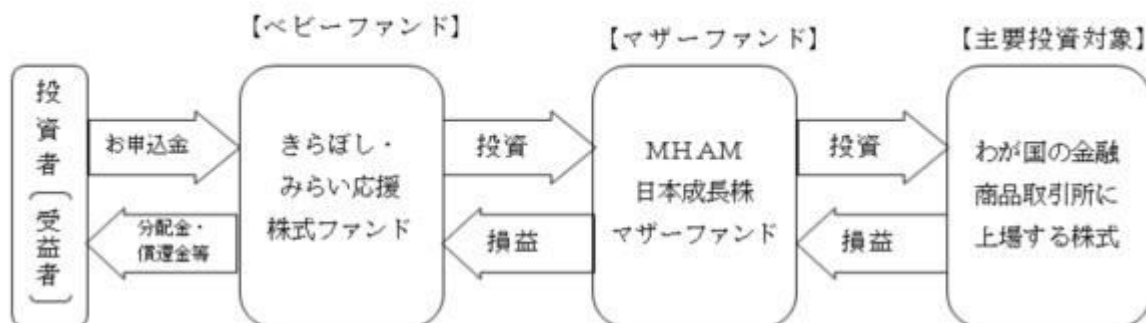 【ベビーファンド】
【マザーファンド】
【主要投資対象】
投資者
(受益者)
お申込金
分配金・
償還金等
きらぼし・
みらい応援
株式ファンド
投資
損益
MHAM
日本成長株
マザーファンド
投資
損益
わが国の金融
商品取引所に
上場する株式